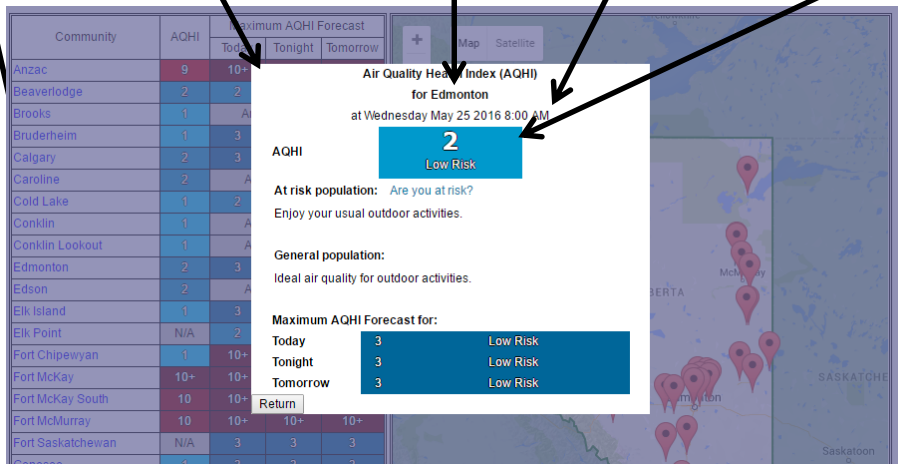 Community AQHI Maximum AQHI Forecast
Today Tonight Tomorrow
Anzac 9 10+
Beaverlodge 2 2
Brooks 1
Bruderheim 1 3
Calgary 2 3
Caroline 2
Cold Lake 1 2
Conklin 1
Conklin Lookout 1
Edmonton 2 3
Edson 2
Elk Island 1 3
Elk Point N/A 2
Fort Chipewyan 1 10+
Fort McKay 10+ 10+
Fort McKay South 10 10+
Fort McMurray 10 10+ 10+ 10+
Fort Saskatchewan N/A 3 3 3
+
Map Satellite
Air Quality Health Index (AQHI)
for Edmonton
at Wednesday May 25 2016 8:00 AM
AQHI
2
Low Risk
At risk population: Are you at risk?
Enjoy your usual outdoor activities.
General population:
Ideal air quality for outdoor activities.
Maximum AQHI Forecast for:
Today 3 Low Risk
Tonight 3 Low Risk
Tomorrow 3 Low Risk
Return
BERTA
SASKATCHE
Saskatoon